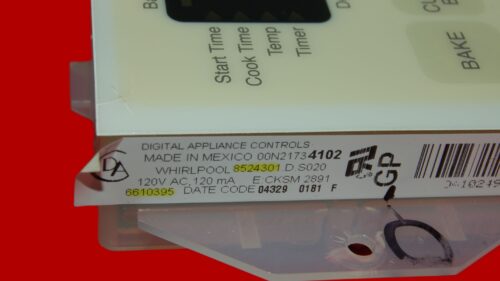 Start Time
Cook Time
Temp
Timer
BAKE
DIGITAL APPLIANCE CONTROLS
MADE IN MEXICO 00N21734102
WHIRLPOOL 8524301 D.S020
120V AC, 120 mA E.CKSM 2891
6610395 DATE CODE 04329 0181 F
GP